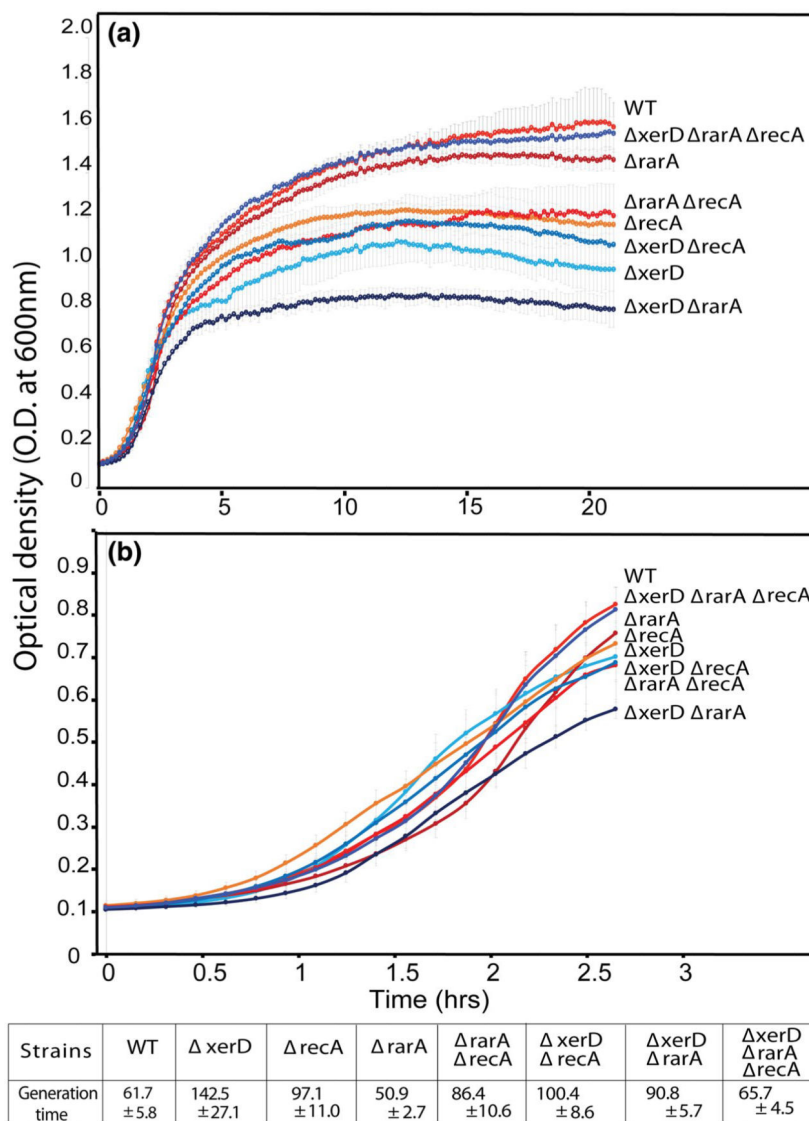 Optical density (O.D. at 600nm)
(a)
2.0
1.8
1.6
1.4
1.2
1.0
0.8
0.6
0.4
0.2
0
WT
ΔxerD ΔrarA ΔrecA
ΔrarA
ΔrarA ΔrecA
ΔrecA
ΔxerD ΔrecA
ΔxerD
ΔxerD ΔrarA
0 5 10 15 20
(b)
0.9
0.8
0.7
0.6
0.5
0.4
0.3
0.2
0.1
0
WT
ΔxerD ΔrarA ΔrecA
ΔrarA
ΔrecA
ΔxerD
ΔxerD ΔrecA
ΔrarA ΔrecA
ΔxerD ΔrarA
0 0.5 1 1.5 2 2.5 3
Time (hrs)
Strains WT ΔxerD ΔrecA ΔrarA ΔrarA ΔrecA ΔxerD ΔrecA ΔxerD ΔrarA ΔxerD ΔrarA ΔrecA
Generation time 61.7 ±5.8 142.5 ±27.1 97.1 ±11.0 50.9 ±2.7 86.4 ±10.6 100.4 ±8.6 90.8 ±5.7 65.7 ±4.5